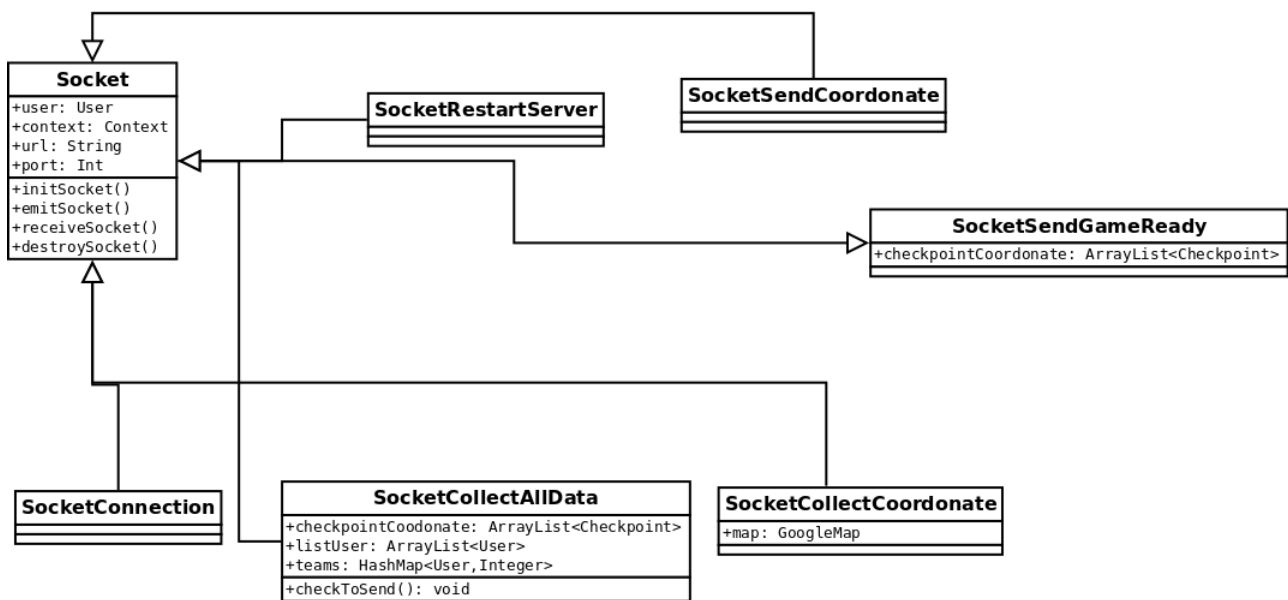 Socket
+user: User
+context: Context
+url: String
+port: Int
+initSocket()
+emitSocket()
+receiveSocket()
+destroySocket()
SocketRestartServer
SocketSendCoordonate
SocketSendGameReady
+checkpointCoordonate: ArrayList<Checkpoint>
SocketConnection
SocketCollectAllData
+checkpointCoodonate: ArrayList<Checkpoint>
+listUser: ArrayList<User>
+teams: HashMap<User,Integer>
+checkToSend(): void
SocketCollectCoordonate
+map: GoogleMap